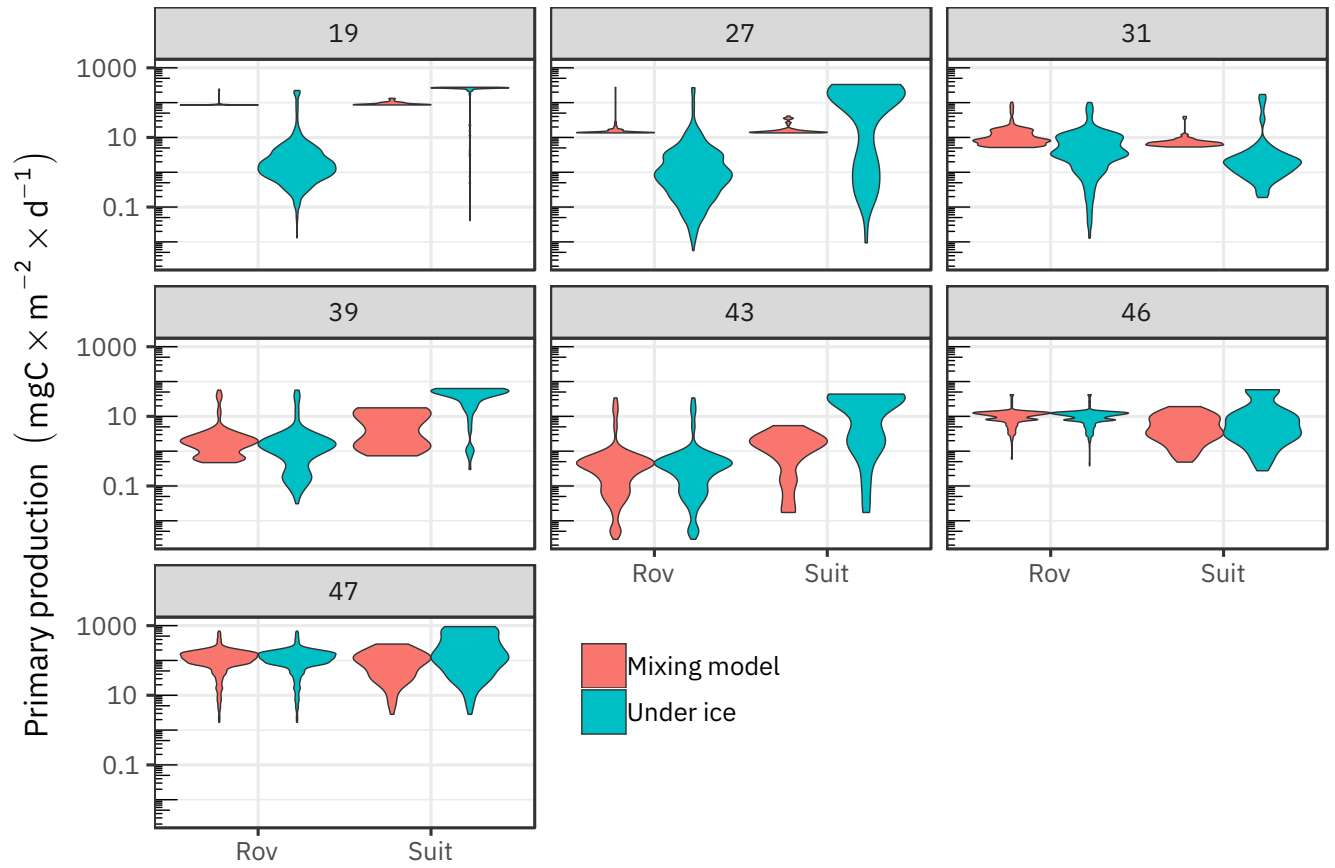 19 27 31
1000
10
0.1
39 43 46
1000
10
0.1
Rov Suit Rov Suit
47
1000
10
0.1
Rov Suit
Mixing model
Under ice
Primary production (mgC × m⁻² × d⁻¹)